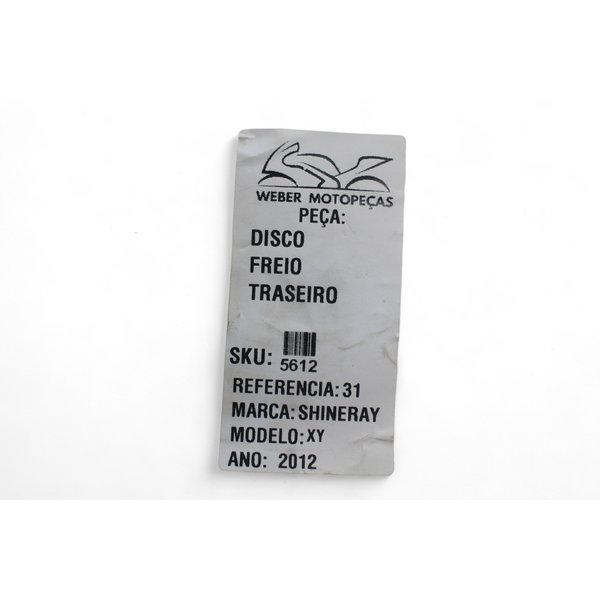 WEBER MOTOPEÇAS
PEÇA:
DISCO
FREIO
TRASEIRO
SKU: 5612
REFERENCIA: 31
MARCA: SHINERAY
MODELO: XY
ANO: 2012